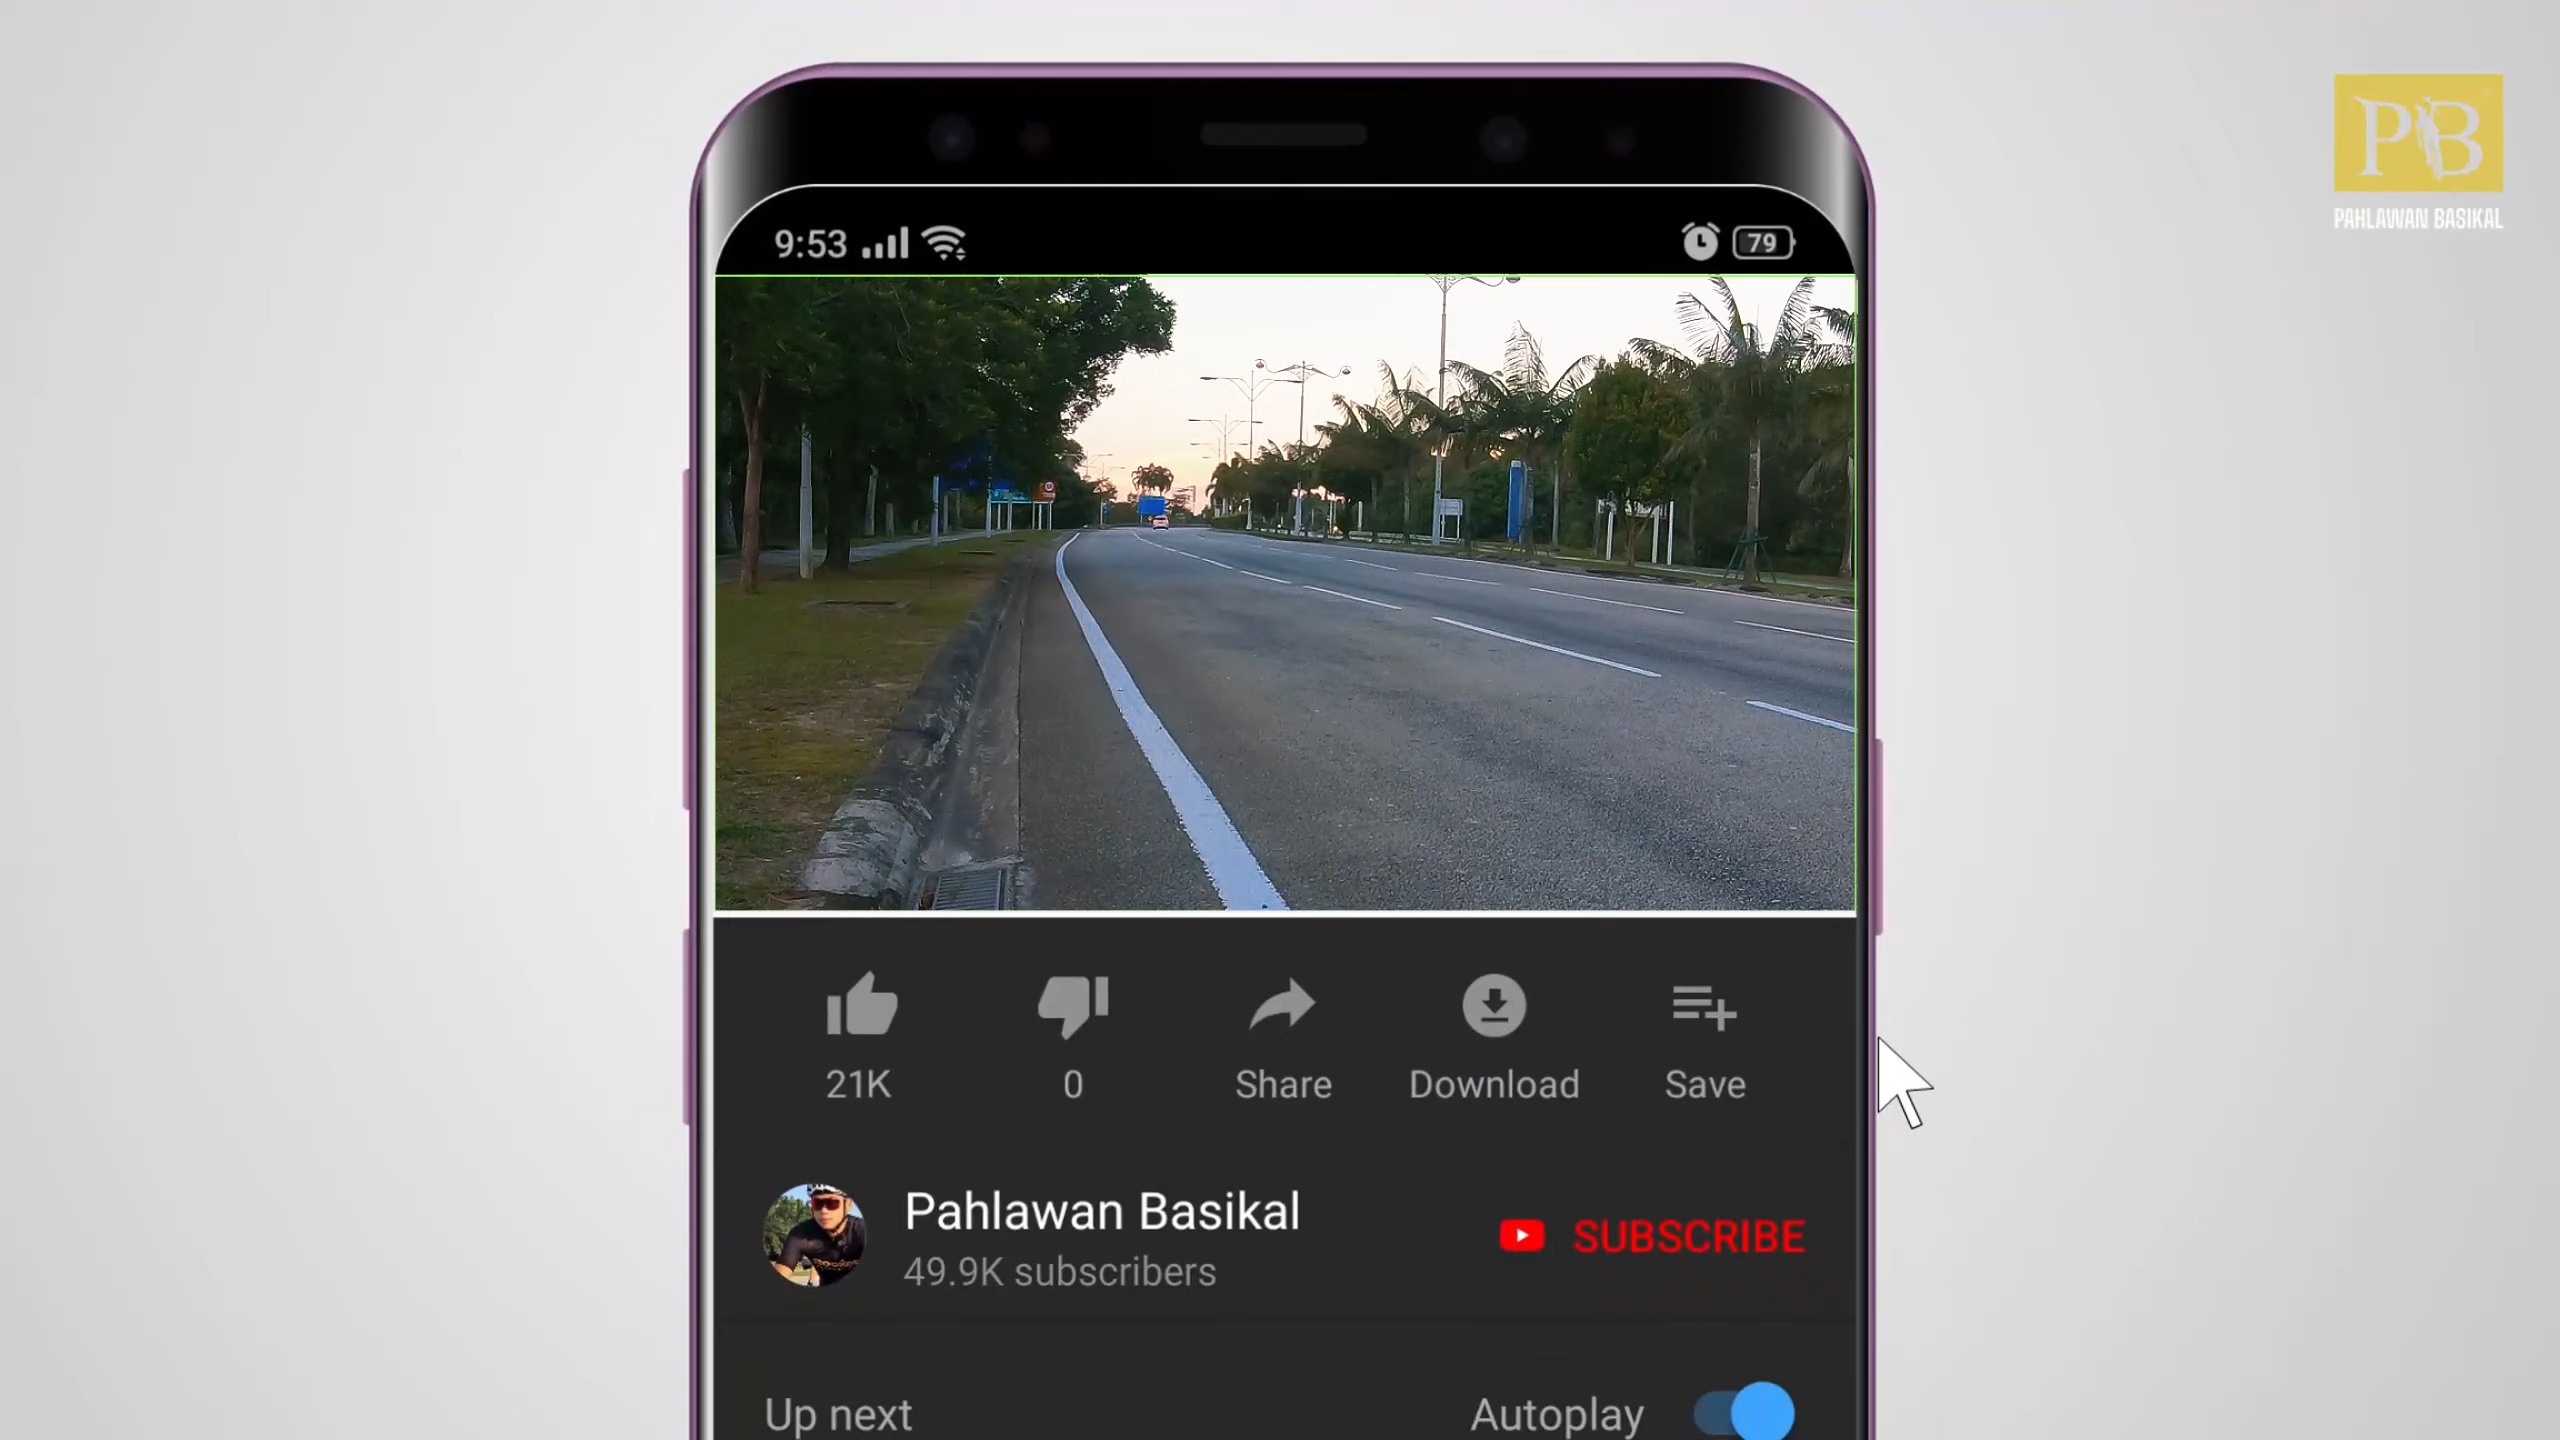 PB
PAHLAWAN BASIKAL
9:53
79
21K
0
Share
Download
Save
Pahlawan Basikal
49.9K subscribers
SUBSCRIBE
Up next
Autoplay